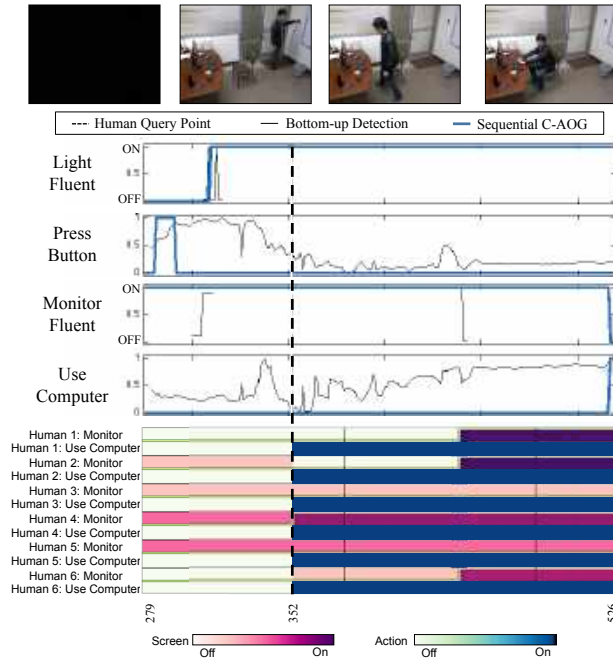 Human Query Point Bottom-up Detection Sequential C-AOG
Light Fluent
ON
0.5
OFF
Press Button
1
0.5
0
Monitor Fluent
ON
0.5
OFF
Use Computer
1
0.5
0
Human 1: Monitor
Human 1: Use Computer
Human 2: Monitor
Human 2: Use Computer
Human 3: Monitor
Human 3: Use Computer
Human 4: Monitor
Human 4: Use Computer
Human 5: Monitor
Human 5: Use Computer
Human 6: Monitor
Human 6: Use Computer
279 352 526
Screen Off On
Action Off On